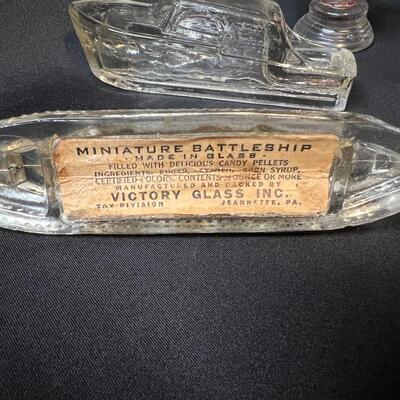 MINIATURE BATTLESHIP
- MADE IN GLASS -
FILLED WITH DELICIOUS CANDY PELLETS
INGREDIENTS: SUGAR, STARCH, CORN SYRUP,
CERTIFIED COLORS. CONTENTS ½ OUNCE OR MORE
MANUFACTURED AND PACKED BY
VICTORY GLASS INC.
TOY DIVISION JEANNETTE, PA.